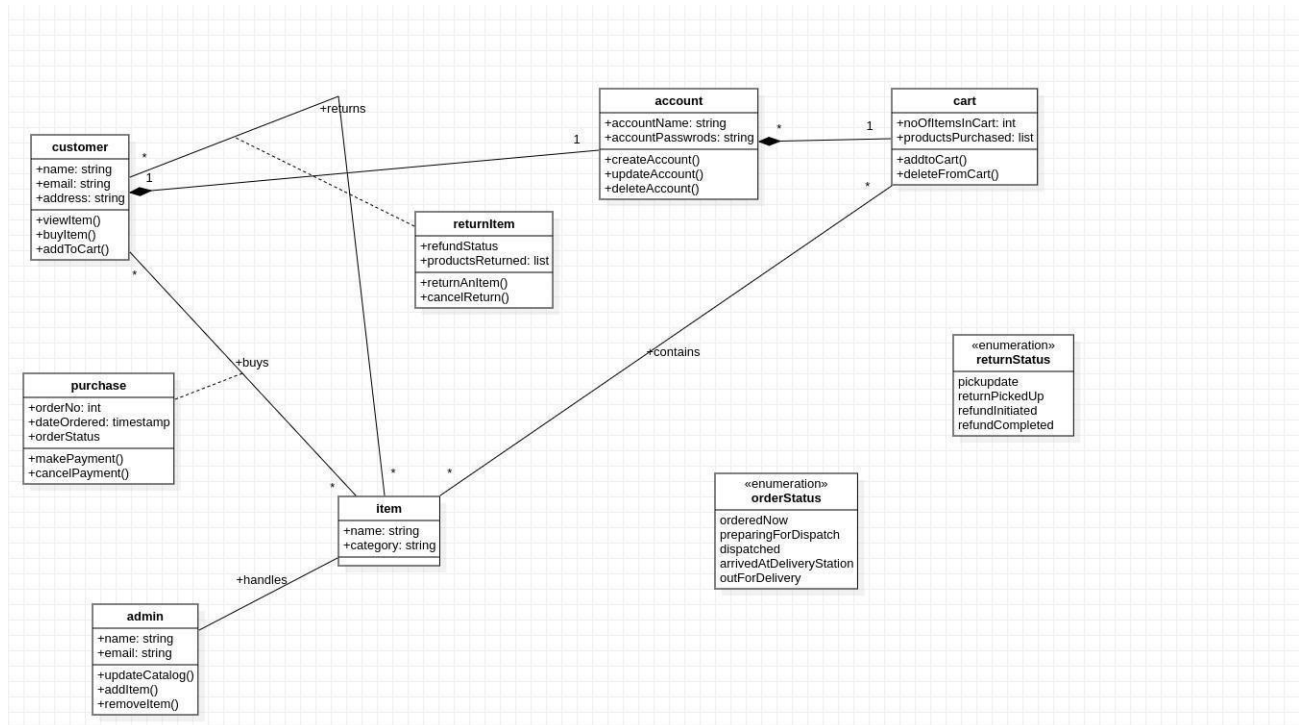 +returns
account
+accountName: string
+accountPasswrods: string
+createAccount()
+updateAccount()
+deleteAccount()
*
1
cart
+noOfItemsInCart: int
+productsPurchased: list
+addtoCart()
+deleteFromCart()
*
customer
+name: string
+email: string
+address: string
+viewItem()
+buyItem()
+addToCart()
*
1
1
*
returnItem
+refundStatus
+productsReturned: list
+returnAnItem()
+cancelReturn()
+contains
«enumeration»
returnStatus
pickupdate
returnPickedUp
refundInitiated
refundCompleted
+buys
purchase
+orderNo: int
+dateOrdered: timestamp
+orderStatus
+makePayment()
+cancelPayment()
*
*
*
item
+name: string
+category: string
«enumeration»
orderStatus
orderedNow
preparingForDispatch
dispatched
arrivedAtDeliveryStation
outForDelivery
+handles
admin
+name: string
+email: string
+updateCatalog()
+addItem()
+removeItem()